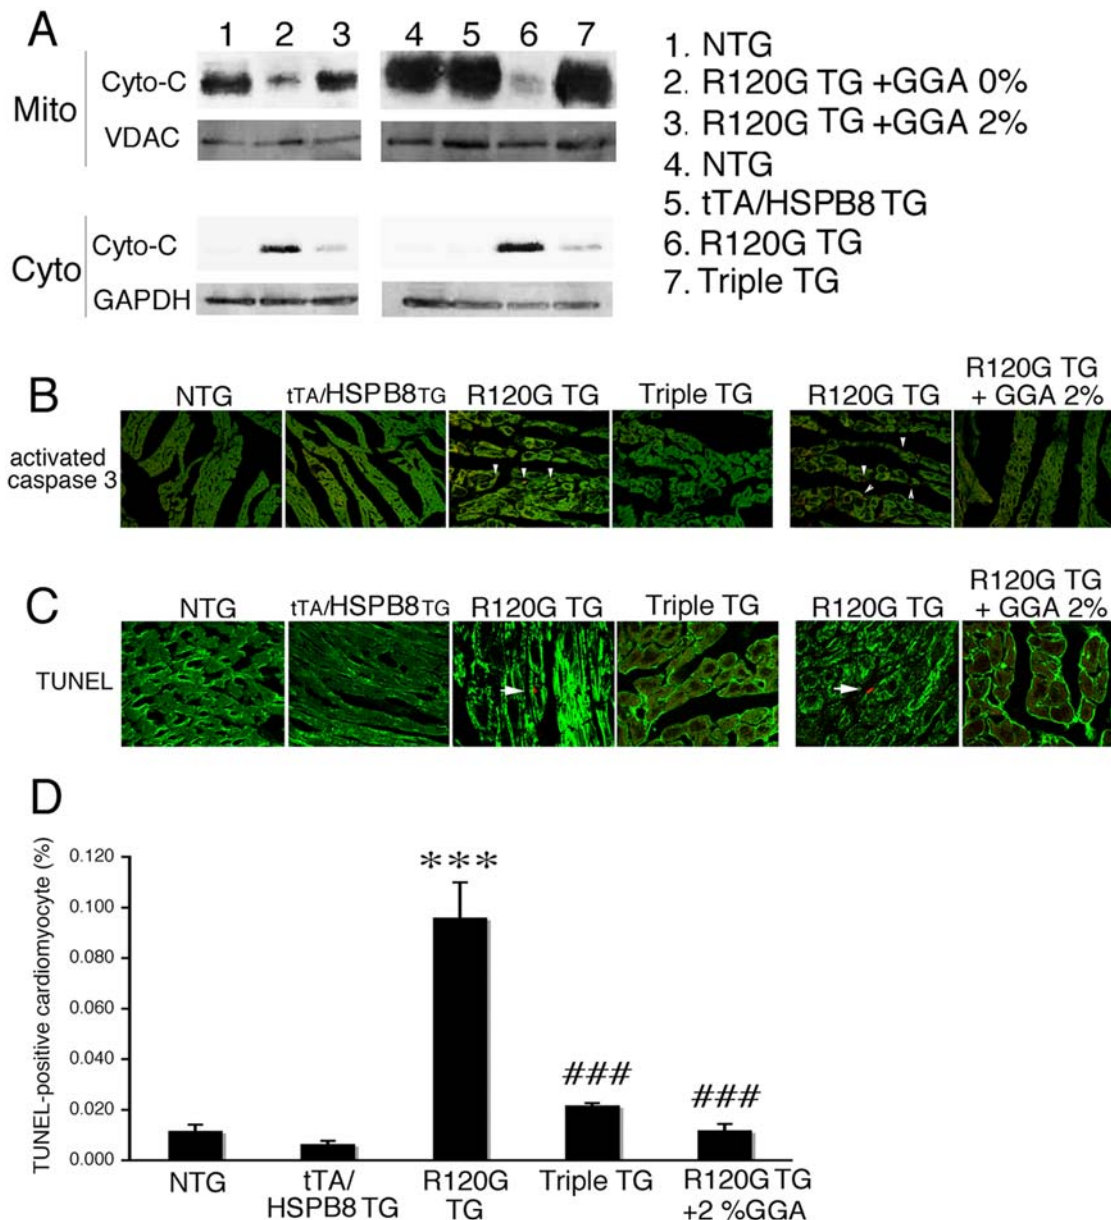 A
1 2 3 4 5 6 7
Mito
Cyto-C
VDAC
Cyto
Cyto-C
GAPDH
1. NTG
2. R120G TG +GGA 0%
3. R120G TG +GGA 2%
4. NTG
5. tTA/HSPB8 TG
6. R120G TG
7. Triple TG
B
NTG tTA/HSPB8 TG R120G TG Triple TG R120G TG R120G TG
+ GGA 2%
activated
caspase 3
C
NTG tTA/HSPB8 TG R120G TG Triple TG R120G TG R120G TG
+ GGA 2%
TUNEL
D
TUNEL-positive cardiomyocyte (%)
0.120
0.100
0.080
0.060
0.040
0.020
0.000
***
###
###
NTG
tTA/
HSPB8 TG
R120G
TG
Triple TG
R120G TG
+2 %GGA